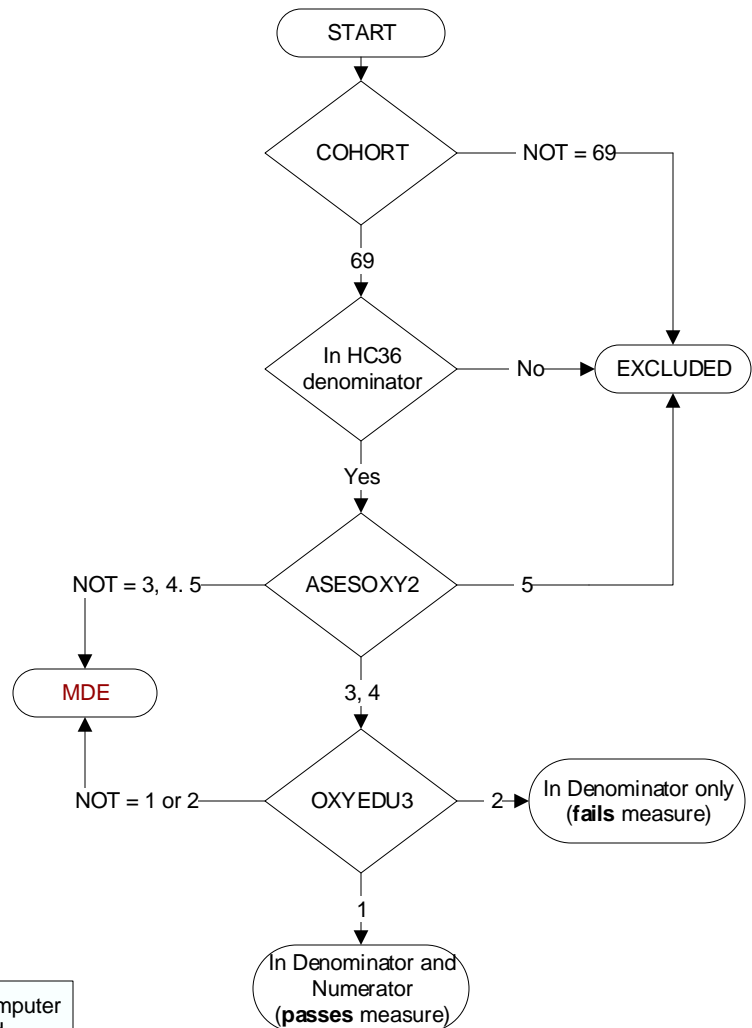 START
COHORT
NOT = 69
69
In HC36
denominator
No
EXCLUDED
Yes
NOT = 3, 4. 5
ASESOXY2
5
MDE
3, 4
NOT = 1 or 2
OXYEDU3
2
In Denominator only
(fails measure)
1
In Denominator and
Numerator
(passes measure)